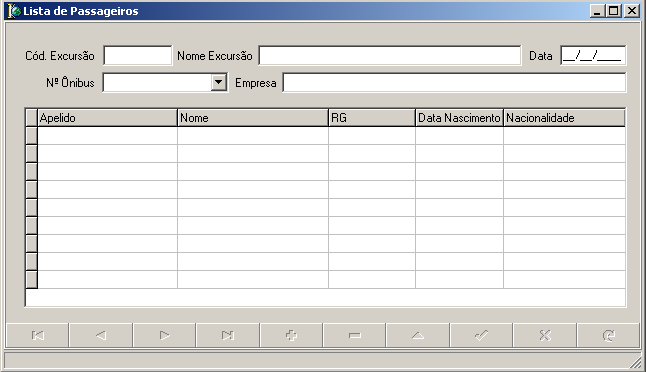 Lista de Passageiros
Cód. Excursão Nome Excursão Data __/__/____
Nº Ônibus Empresa
Apelido Nome RG Data Nascimento Nacionalidade